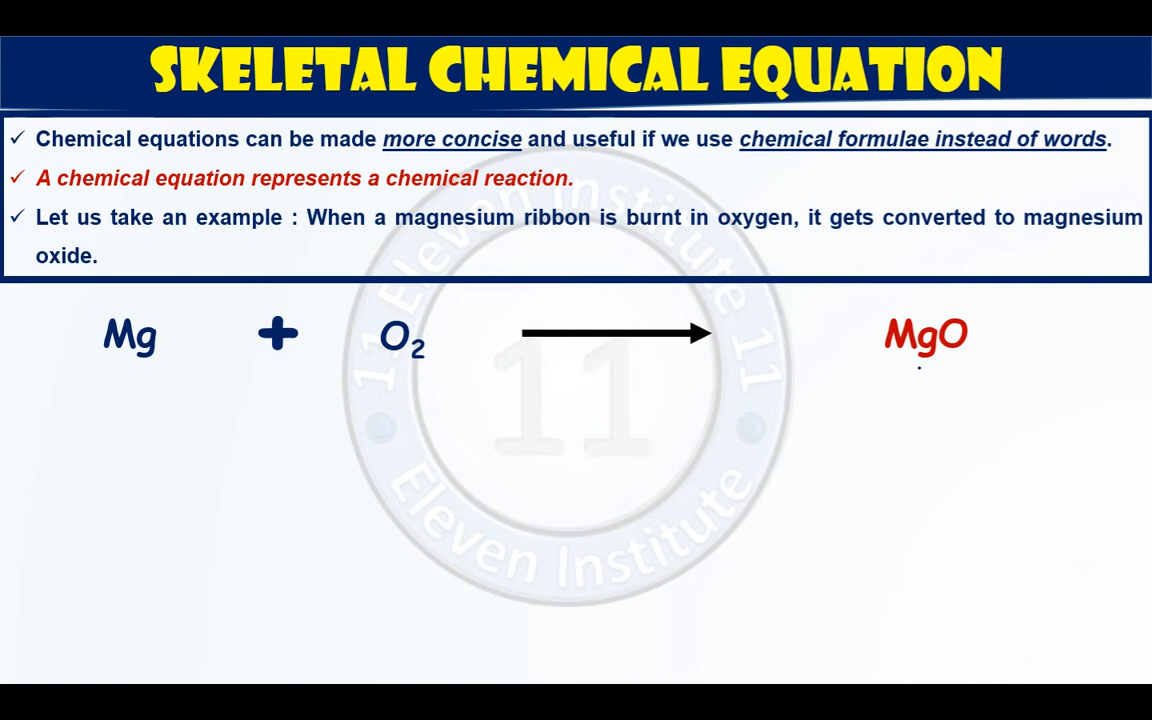 SKELETAL CHEMICAL EQUATION
✓ Chemical equations can be made more concise and useful if we use chemical formulae instead of words.
✓ A chemical equation represents a chemical reaction.
✓ Let us take an example : When a magnesium ribbon is burnt in oxygen, it gets converted to magnesium
oxide.
Mg + O₂ → MgO
11 Eleven Institute 11
11
Eleven Institute